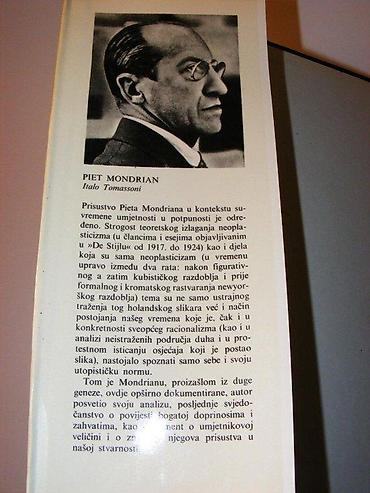 PIET MONDRIAN
Italo Tomassoni
Prisustvo Pieta Mondriana u kontekstu su-
vremene umjetnosti u potpunosti je odre-
đeno. Strogost teoretskog izlaganja neopla-
sticizma (u člancima i esejima objavljivanim
u »De Stijlu« od 1917. do 1924) kao i djela
koja su sama neoplasticizam (u vremenu
upravo između dva rata: nakon figurativ-
nog a zatim kubističkog razdoblja i prije
formalnog i kromatskog rastvaranja newyor-
škog razdoblja) tema su ne samo ustrajnog
traženja tog holandskog slikara već i način
postojanja našeg vremena koje je, čak i u
konkretnosti sveopćeg racionalizma (kao i u
analizi neistraženih područja duha i u pro-
testnom isticanju osjećaja koji je postao
slika), nastojalo spoznati samo sebe i svoju
utopističku normu.
Tom je Mondrianu, proizašlom iz duge
geneze, ovdje opširno dokumentirane, autor
posvetio svoju analizu, posljednje svjedo-
čanstvo o povijesti bogatoj doprinosima i
zahvatima, kao o umjetnikovoj
veličini i o njegova prisustva u
našoj stvarnosti